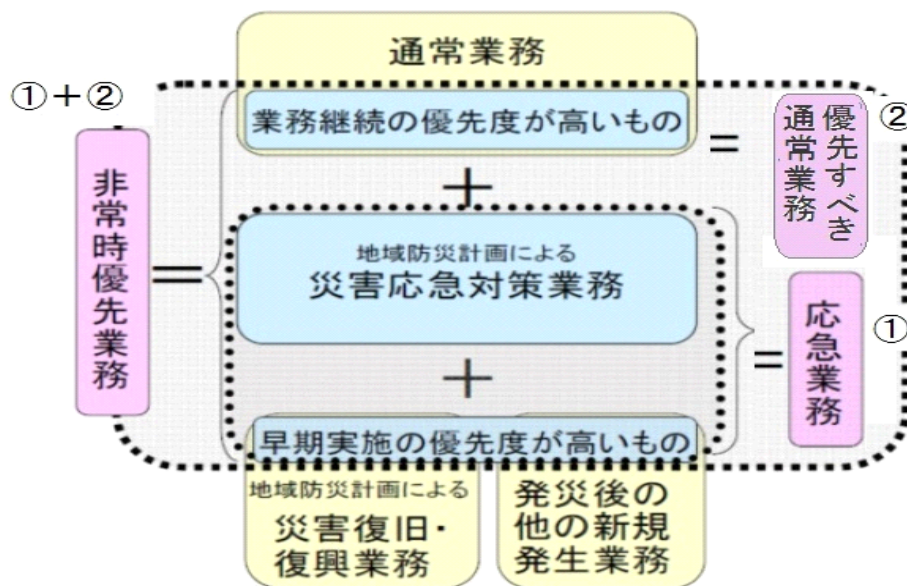 通常業務
①+②
業務継続の優先度が高いもの
=
優先すべき
通常業務
②
+
非常時優先業務
=
地域防災計画による
災害応急対策業務
+
=
応急業務
①
早期実施の優先度が高いもの
地域防災計画による
災害復旧・
復興業務
発災後の
他の新規
発生業務